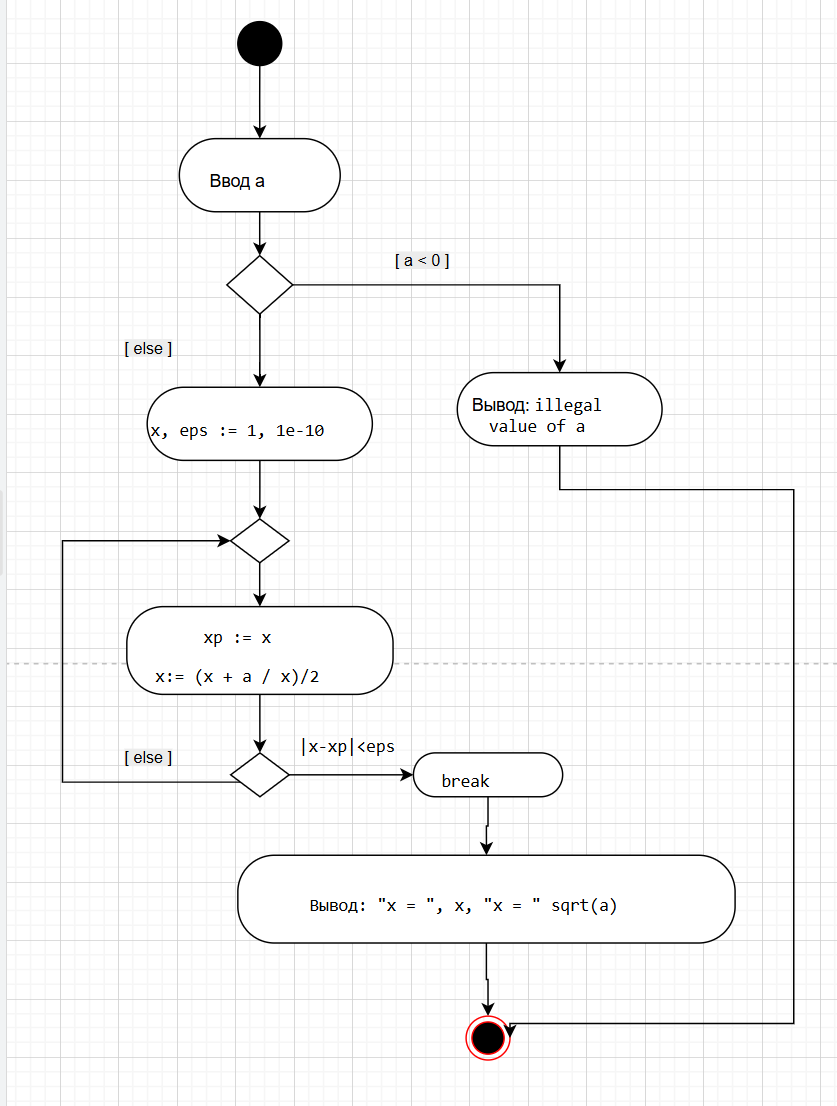 Ввод a
[ a < 0 ]
[ else ]
x, eps := 1, 1e-10
Вывод: illegal
value of a
xp := x
x:= (x + a / x)/2
[ else ]
|x-xp|<eps
break
Вывод: "x = ", x, "x = " sqrt(a)